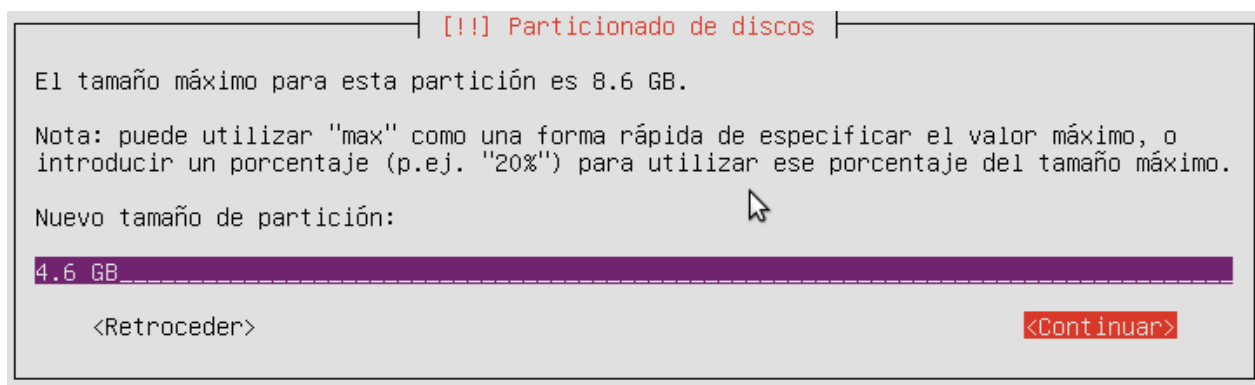 [!!] Particionado de discos
El tamaño máximo para esta partición es 8.6 GB.
Nota: puede utilizar "max" como una forma rápida de especificar el valor máximo, o
introducir un porcentaje (p.ej. "20%") para utilizar ese porcentaje del tamaño máximo.
Nuevo tamaño de partición:
4.6 GB
<Retroceder> <Continuar>